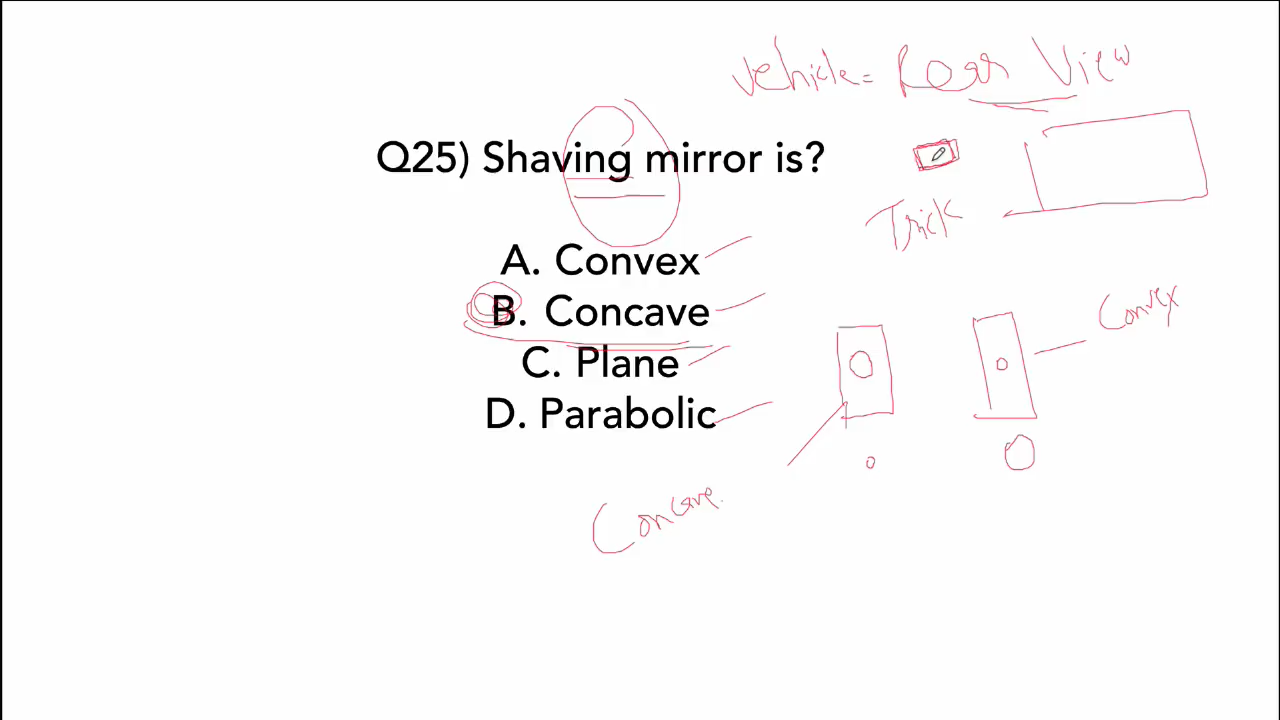 Vehicle = Rear View
Q25) Shaving mirror is?
Trick
A. Convex
B. Concave
C. Plane
D. Parabolic
Convex
Concave